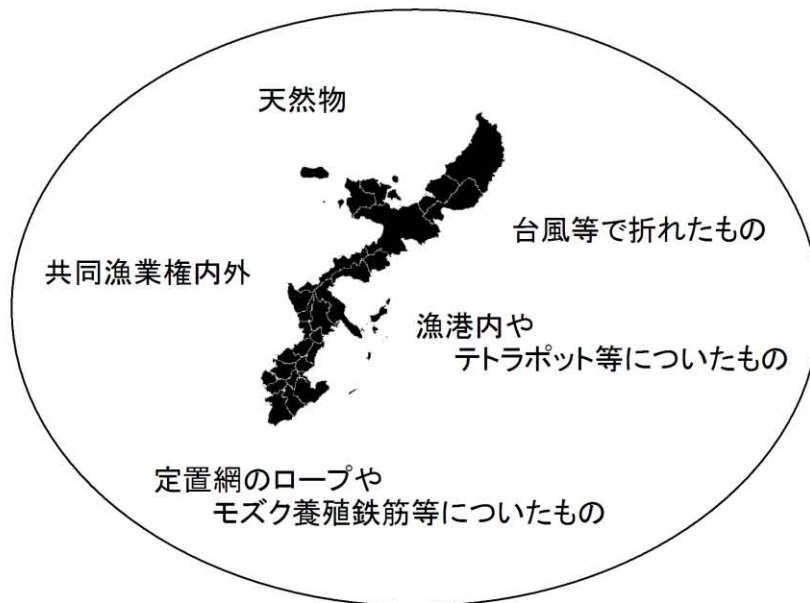 天然物
台風等で折れたもの
共同漁業権内外
漁港内や
テトラポット等についたもの
定置網のロープや
モズク養殖鉄筋等についたもの